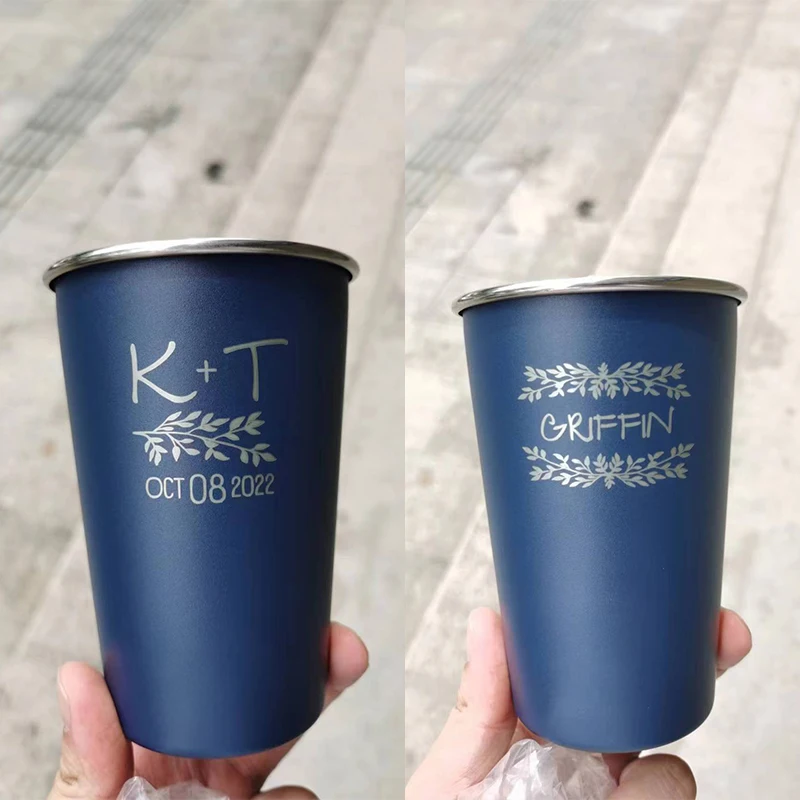 K + T
OCT 08 2022
GRIFFIN